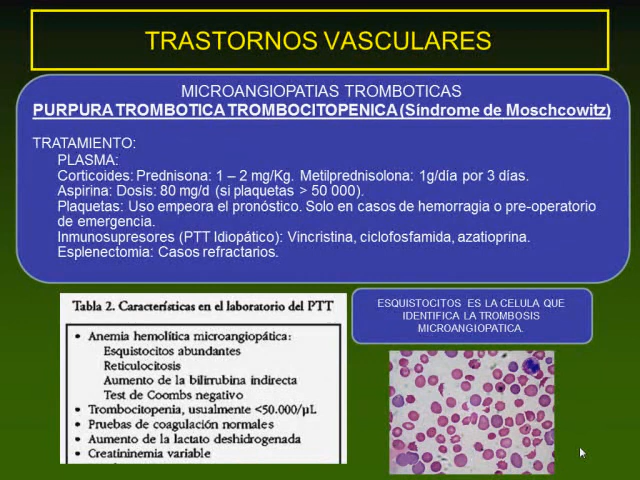 TRASTORNOS VASCULARES
MICROANGIOPATIAS TROMBOTICAS
PURPURA TROMBOTICA TROMBOCITOPENICA (Síndrome de Moschcowitz)
TRATAMIENTO:
PLASMA:
Corticoides: Prednisona: 1 – 2 mg/Kg. Metilprednisolona: 1g/día por 3 días.
Aspirina: Dosis: 80 mg/d (si plaquetas > 50 000).
Plaquetas: Uso empeora el pronóstico. Solo en casos de hemorragia o pre-operatorio
de emergencia.
Inmunosupresores (PTT Idiopático): Vincristina, ciclofosfamida, azatioprina.
Esplenectomia: Casos refractarios.
Tabla 2. Características en el laboratorio del PTT
• Anemia hemolítica microangiopática:
Esquistocitos abundantes
Reticulocitosis
Aumento de la bilirrubina indirecta
Test de Coombs negativo
• Trombocitopenia, usualmente <50.000/µL
• Pruebas de coagulación normales
• Aumento de la lactato deshidrogenada
• Creatininemia variable
ESQUISTOCITOS ES LA CELULA QUE
IDENTIFICA LA TROMBOSIS
MICROANGIOPATICA.